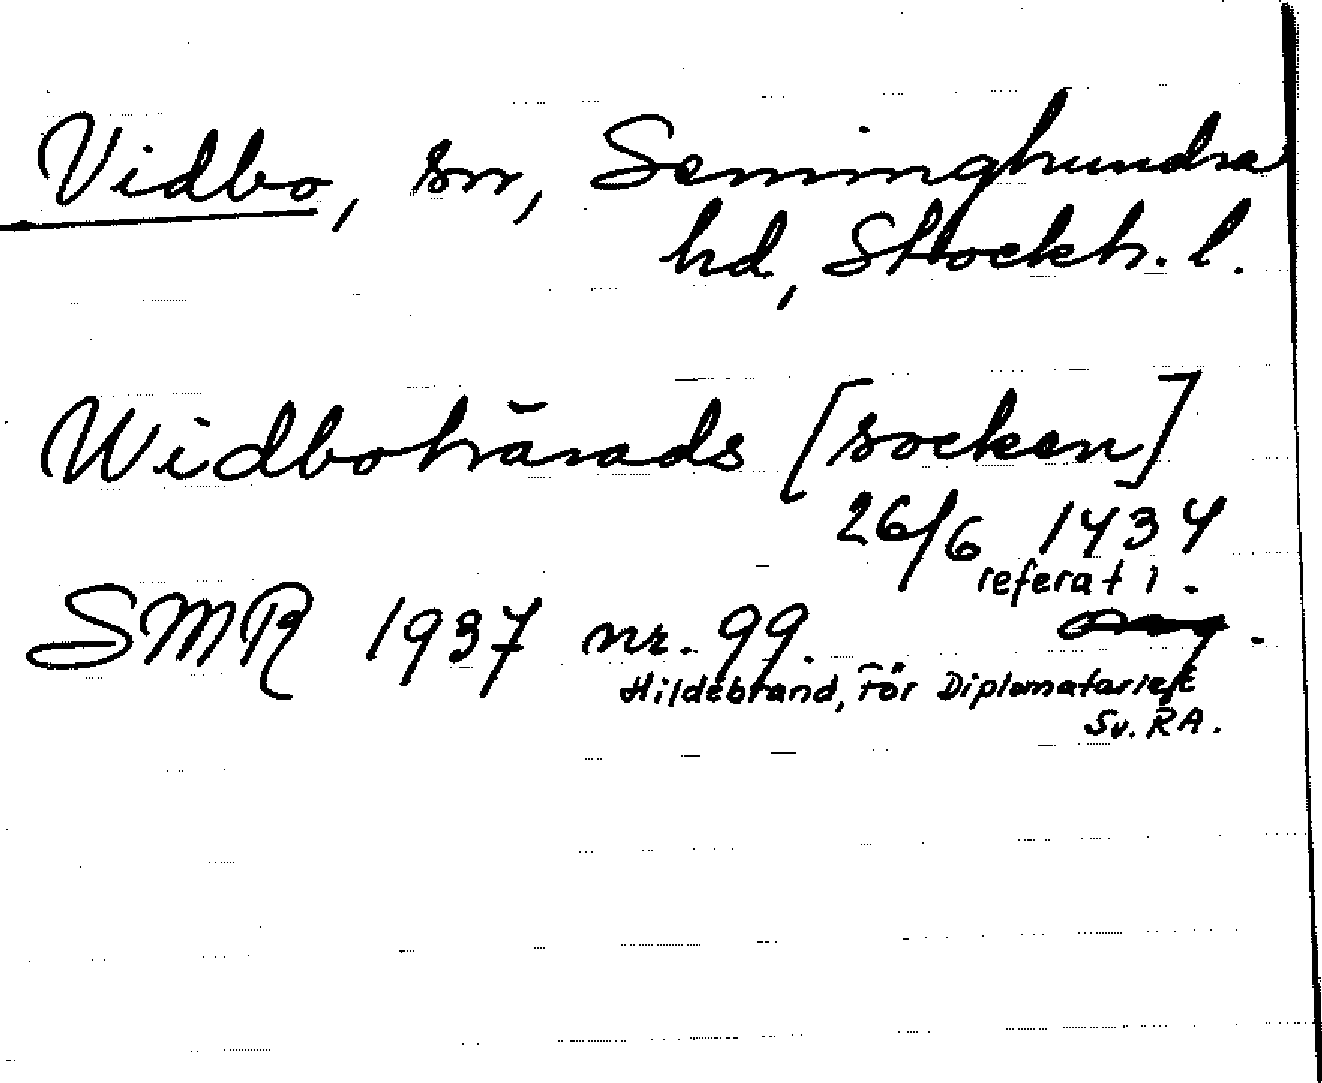 Vidbo, sn, Seminghundra
hd, Stockh. l.
Widbohärads [socken]
26/6 1434
referat i.
SMR 1937 nr. 99.
Hildebrand, för Diplomatariet
Sv. RA.